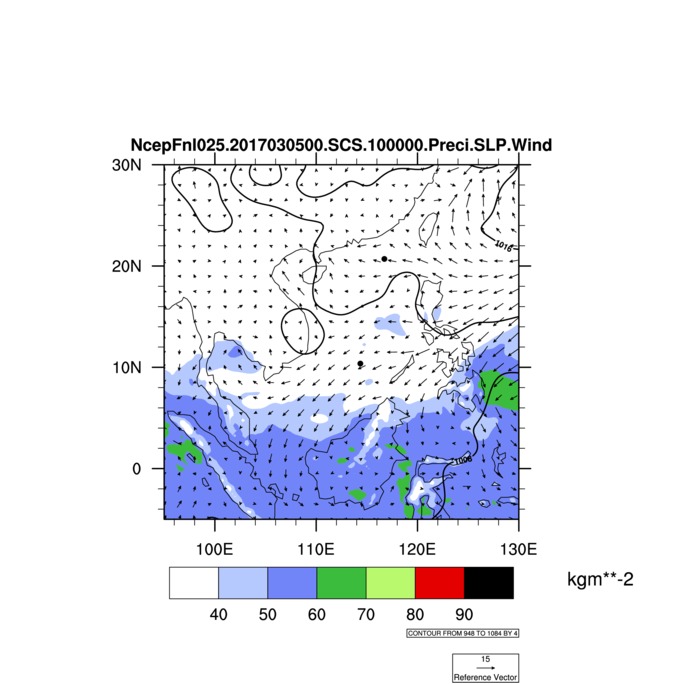 NcepFnl025.2017030500.SCS.100000.Preci.SLP.Wind
30N
20N
10N
0
1016
1008
100E
110E
120E
130E
kgm**-2
40
50
60
70
80
90
CONTOUR FROM 948 TO 1084 BY 4
15
Reference Vector